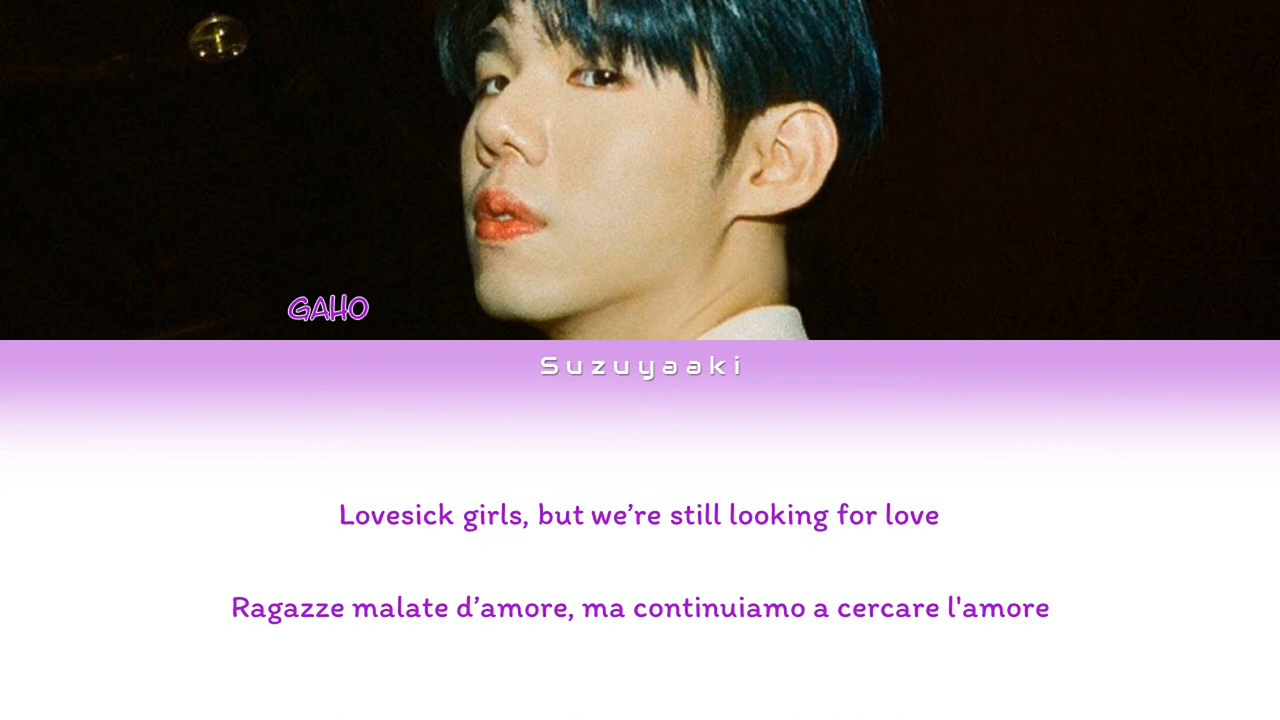 GAHO
Suzuyaaki
Lovesick girls, but we’re still looking for love
Ragazze malate d’amore, ma continuiamo a cercare l'amore